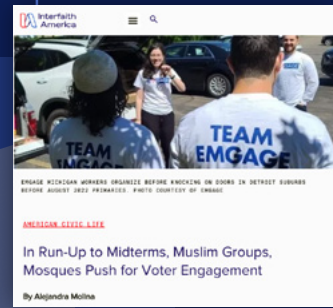 Interfaith
America
TEAM
EMGAGE
TEAM
EMGAGE
EMGAGE MICHIGAN WORKERS ORGANIZE BEFORE KNOCKING ON DOORS IN DETROIT SUBURBS
BEFORE AUGUST 2022 PRIMARIES. PHOTO COURTESY OF EMGAGE
AMERICAN CIVIC LIFE
In Run-Up to Midterms, Muslim Groups,
Mosques Push for Voter Engagement
By Alejandra Molina